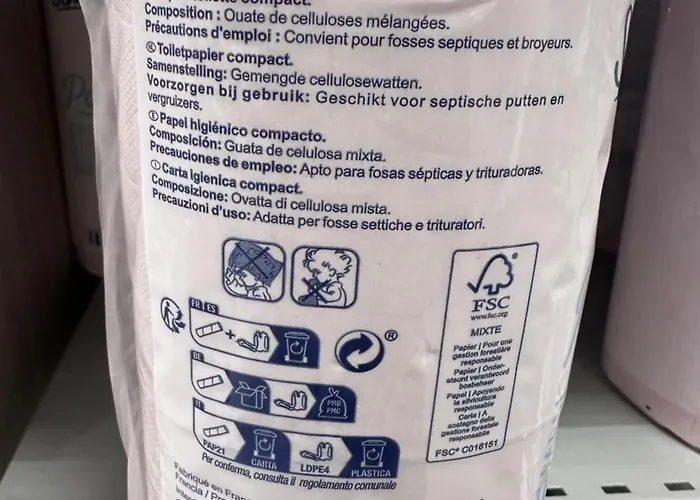 compact.
Composition : Ouate de celluloses mélangées.
Précautions d'emploi : Convient pour fosses septiques et broyeurs.
Toiletpapier compact.
Samenstelling: Gemengde cellulosewatten.
Voorzorgen bij gebruik: Geschikt voor septische putten en
vergruizers.
Ⓔ Papel higiénico compacto.
Composición: Guata de celulosa mixta.
Precauciones de empleo: Apto para fosas sépticas y trituradoras.
Ⓘ Carta igienica compact.
Composizione: Ovatta di cellulosa mista.
Precauzioni d'uso: Adatta per fosse settiche e trituratori.
FR | ES
+
®
BE
PMD
PMC
IT
PAP21
CARTA
LDPE4
PLASTICA
Per conferma, consulta il regolamento comunale
Fabriqué en
FSC
www.fsc.org
MIXTE
Papier | Pour une
gestion forestière
responsable
Papier | Onder-
steunt verantwoord
bosbeheer
Papel | Apoyando
la silvicultura
responsable
Carta | A
sostegno della
gestione forestale
responsabile
FSC® C016151